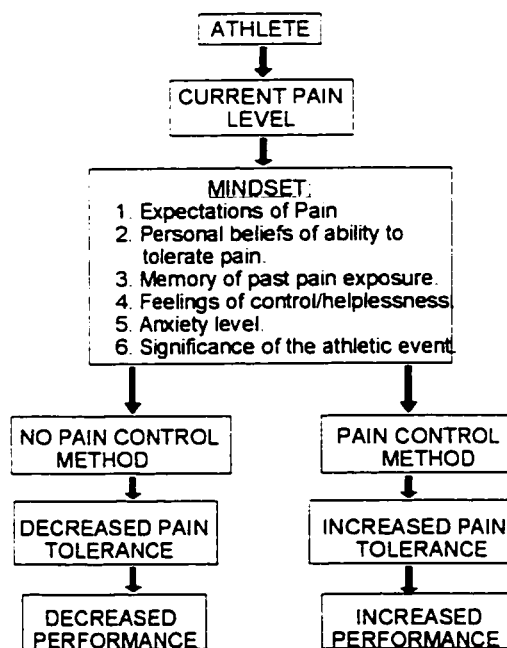 ATHLETE
CURRENT PAIN
LEVEL
MINDSET:
1. Expectations of Pain
2. Personal beliefs of ability to
tolerate pain.
3. Memory of past pain exposure.
4. Feelings of control/helplessness.
5. Anxiety level.
6. Significance of the athletic event.
NO PAIN CONTROL
METHOD
PAIN CONTROL
METHOD
DECREASED PAIN
TOLERANCE
INCREASED PAIN
TOLERANCE
DECREASED
PERFORMANCE
INCREASED
PERFORMANCE